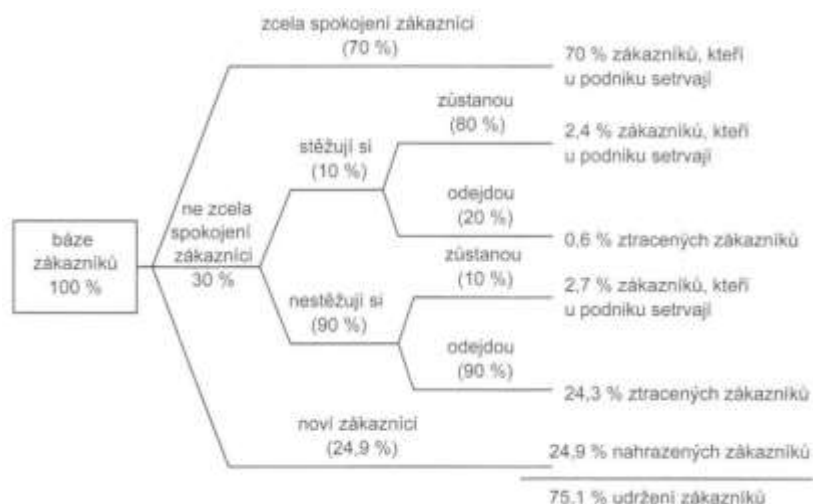 zcela spokojení zákazníci
(70 %)
70 % zákazníků, kteří
u podniku setrvají
zůstanou
(80 %)
2,4 % zákazníků, kteří
u podniku setrvají
stěžují si
(10 %)
odejdou
(20 %)
0,6 % ztracených zákazníků
ne zcela
spokojení
zákazníci
30 %
báze
zákazníků
100 %
zůstanou
(10 %)
2,7 % zákazníků, kteří
u podniku setrvají
nestěžují si
(90 %)
odejdou
(90 %)
24,3 % ztracených zákazníků
noví zákazníci
(24,9 %)
24,9 % nahrazených zákazníků
75,1 % udržení zákazníků